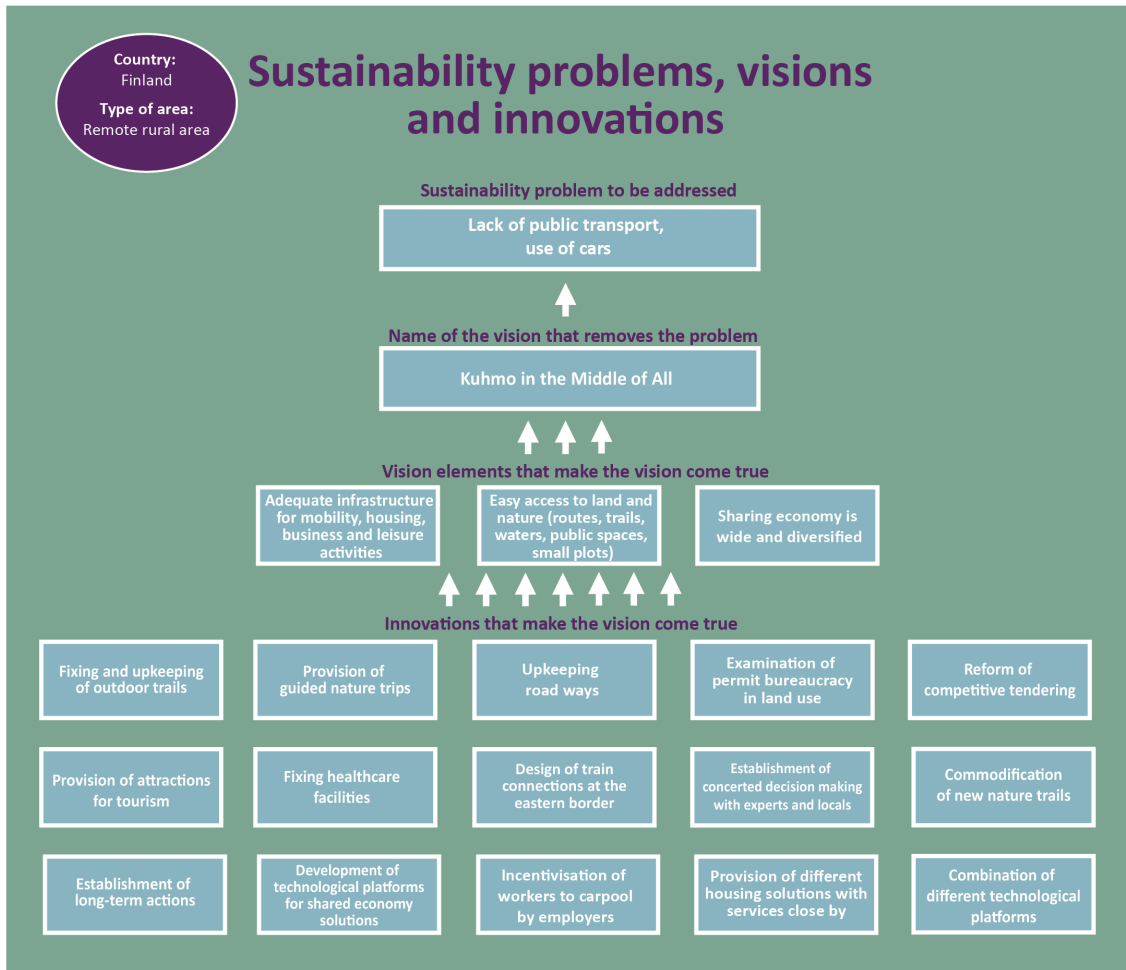 Country:
Finland
Type of area:
Remote rural area
Sustainability problems, visions
and innovations
Sustainability problem to be addressed
Lack of public transport,
use of cars
Name of the vision that removes the problem
Kuhmo in the Middle of All
Vision elements that make the vision come true
Adequate infrastructure
for mobility, housing,
business and leisure
activities
Easy access to land and
nature (routes, trails,
waters, public spaces,
small plots)
Sharing economy is
wide and diversified
Innovations that make the vision come true
Fixing and upkeeping
of outdoor trails
Provision of
guided nature trips
Upkeeping
road ways
Examination of
permit bureaucracy
in land use
Reform of
competitive tendering
Provision of attractions
for tourism
Fixing healthcare
facilities
Design of train
connections at the
eastern border
Establishment of
concerted decision making
with experts and locals
Commodification
of new nature trails
Establishment of
long-term actions
Development of
technological platforms
for shared economy
solutions
Incentivisation of
workers to carpool
by employers
Provision of different
housing solutions with
services close by
Combination of
different technological
platforms